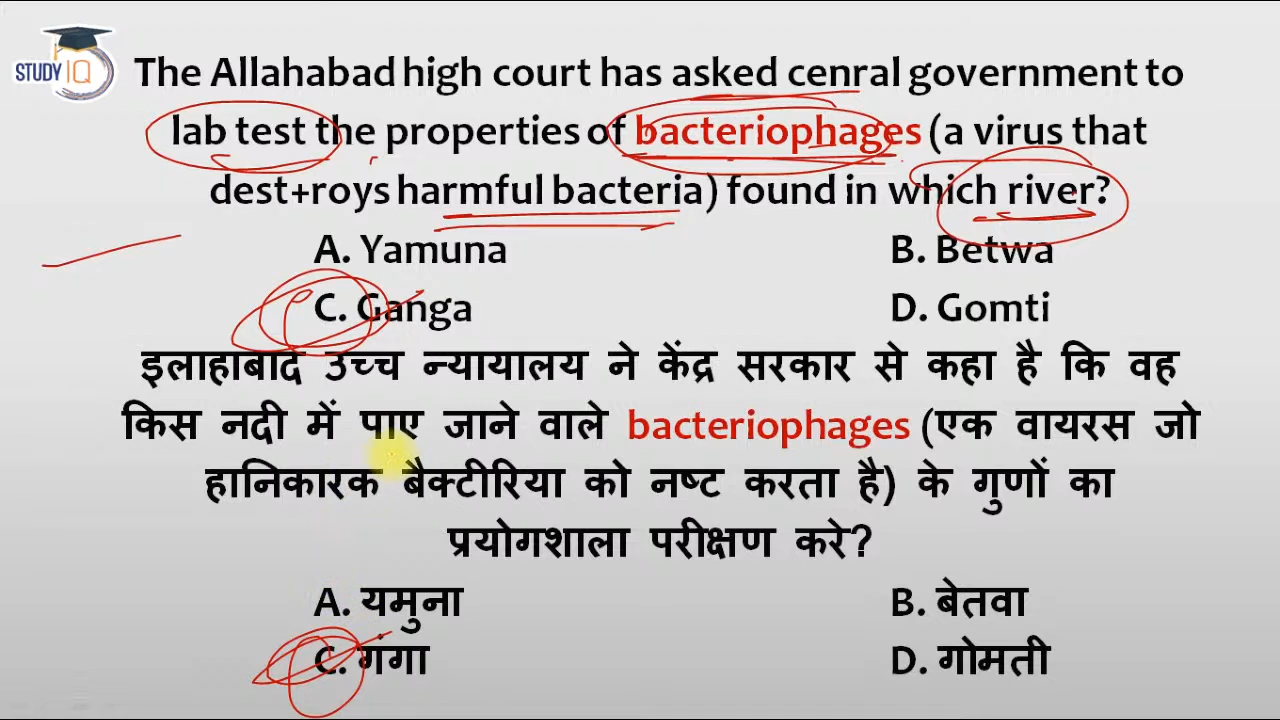 STUDY IQ
The Allahabad high court has asked cenral government to
lab test the properties of bacteriophages (a virus that
dest+roys harmful bacteria) found in which river?
A. Yamuna B. Betwa
C. Ganga D. Gomti
इलाहाबाद उच्च न्यायालय ने केंद्र सरकार से कहा है कि वह
किस नदी में पाए जाने वाले bacteriophages (एक वायरस जो
हानिकारक बैक्टीरिया को नष्ट करता है) के गुणों का
प्रयोगशाला परीक्षण करे?
A. यमुना B. बेतवा
C. गंगा D. गोमती